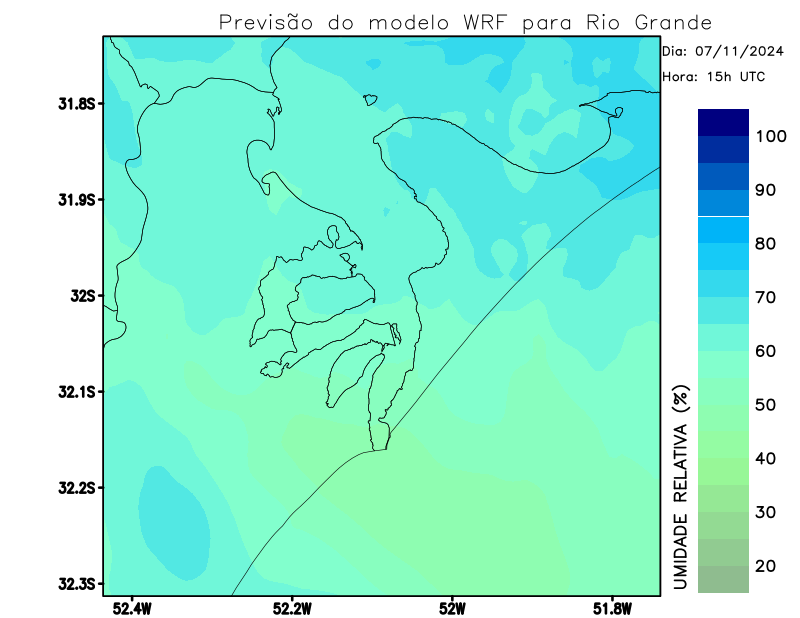 Previsão do modelo WRF para Rio Grande
Dia: 07/11/2024
Hora: 15h UTC
31.8S
31.9S
32S
32.1S
32.2S
32.3S
52.4W
52.2W
52W
51.8W
100
90
80
70
60
50
40
30
20
UMIDADE RELATIVA (%)